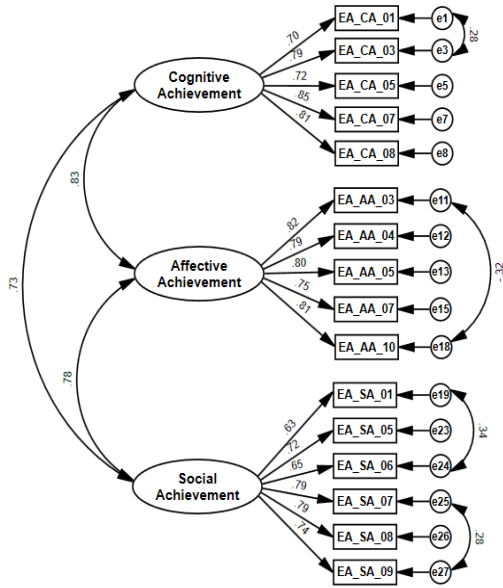 EA_CA_01
e1
.70
.28
EA_CA_03
e3
.79
Cognitive
Achievement
EA_CA_05
e5
.72
EA_CA_07
e7
.85
EA_CA_08
e8
.81
.83
.73
EA_AA_03
e11
.82
EA_AA_04
e12
.79
Affective
Achievement
EA_AA_05
e13
.80
-.32
EA_AA_07
e15
.75
EA_AA_10
e18
.81
.78
EA_SA_01
e19
.63
.34
EA_SA_05
e23
.72
EA_SA_06
e24
.65
Social
Achievement
EA_SA_07
e25
.79
EA_SA_08
e26
.79
.28
EA_SA_09
e27
.74